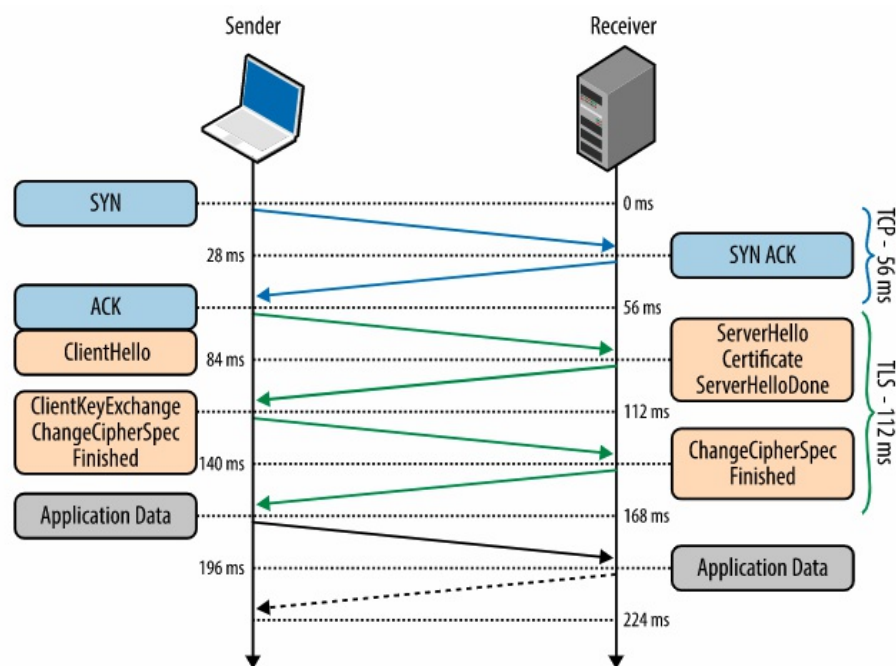 Sender
Receiver
SYN
0 ms
28 ms
SYN ACK
TCP - 56 ms
ACK
56 ms
ClientHello
84 ms
ServerHello
Certificate
ServerHelloDone
TLS - 112 ms
ClientKeyExchange
ChangeCipherSpec
Finished
112 ms
140 ms
ChangeCipherSpec
Finished
Application Data
168 ms
196 ms
Application Data
224 ms